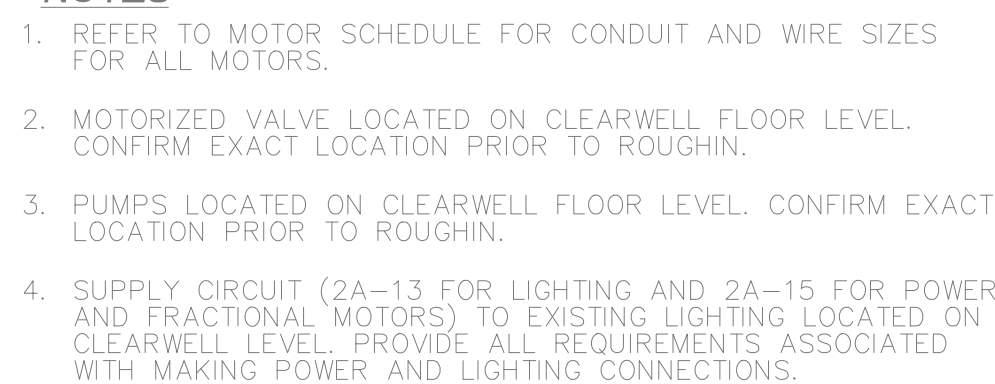 NOTES
1. REFER TO MOTOR SCHEDULE FOR CONDUIT AND WIRE SIZES
FOR ALL MOTORS.
2. MOTORIZED VALVE LOCATED ON CLEARWELL FLOOR LEVEL.
CONFIRM EXACT LOCATION PRIOR TO ROUGHIN.
3. PUMPS LOCATED ON CLEARWELL FLOOR LEVEL. CONFIRM EXACT
LOCATION PRIOR TO ROUGHIN.
4. SUPPLY CIRCUIT (2A-13 FOR LIGHTING AND 2A-15 FOR POWER
AND FRACTIONAL MOTORS) TO EXISTING LIGHTING LOCATED ON
CLEARWELL LEVEL. PROVIDE ALL REQUIREMENTS ASSOCIATED
WITH MAKING POWER AND LIGHTING CONNECTIONS.